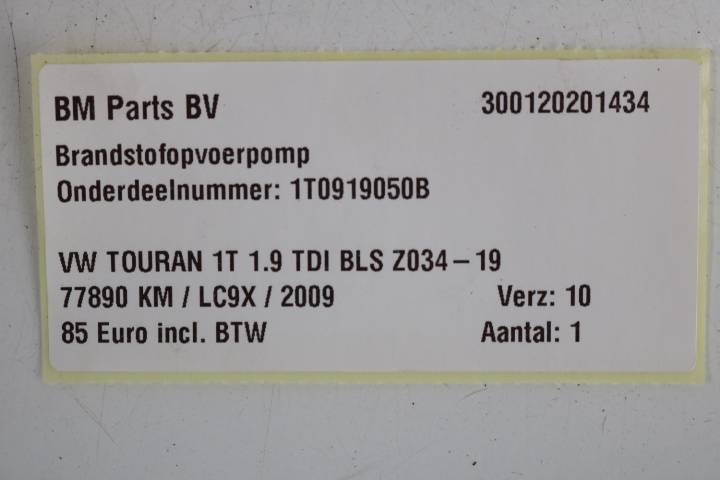 BM Parts BV 300120201434
Brandstofopvoerpomp
Onderdeelnummer: 1T0919050B
VW TOURAN 1T 1.9 TDI BLS Z034-19
77890 KM / LC9X / 2009 Verz: 10
85 Euro incl. BTW Aantal: 1